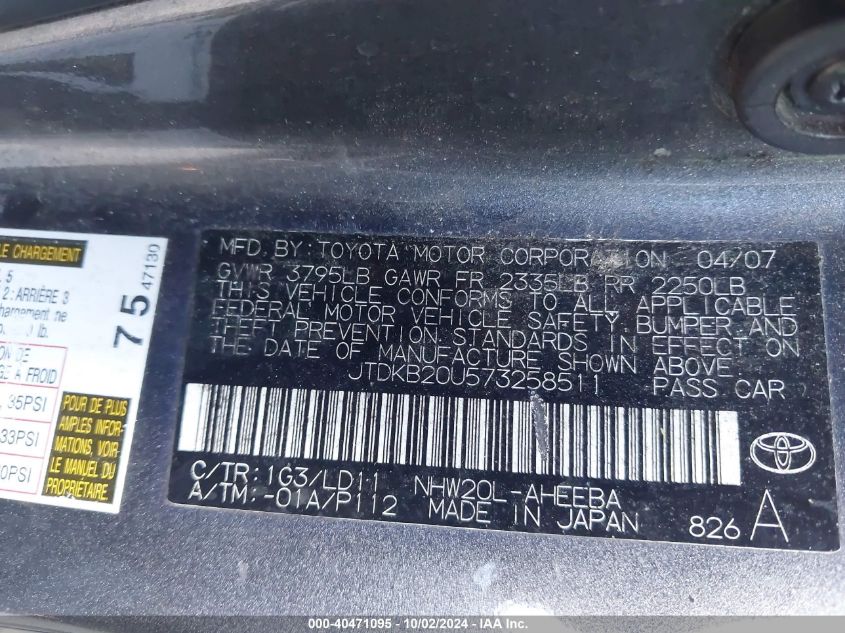 LE CHARGEMENT
5
2 : ARRIÈRE 3
chargement ne
lb.
75 47130
ON DE
GE A FROID
35PSI
33PSI
0PSI
POUR DE PLUS
AMPLES INFOR-
MATIONS, VOIR-
LE MANUEL
DU
PROPRIÉTAIRE.
MFD BY: TOYOTA MOTOR CORPORATION 04/07
GVWR 3795LB GAWR FR 2335LB RR 2250LB
THIS VEHICLE CONFORMS TO ALL APPLICABLE
FEDERAL MOTOR VEHICLE SAFETY, BUMPER AND
THEFT PREVENTION STANDARDS IN EFFECT ON
THE DATE OF MANUFACTURE SHOWN ABOVE
JTDKB20U573258511 PASS CAR
C/TR: 1G3/LD11 NHW20L-AHEEBA
A/TM: -01A/P112 MADE IN JAPAN 826 A
000-40471095 - 10/02/2024 - © IAA, Inc.